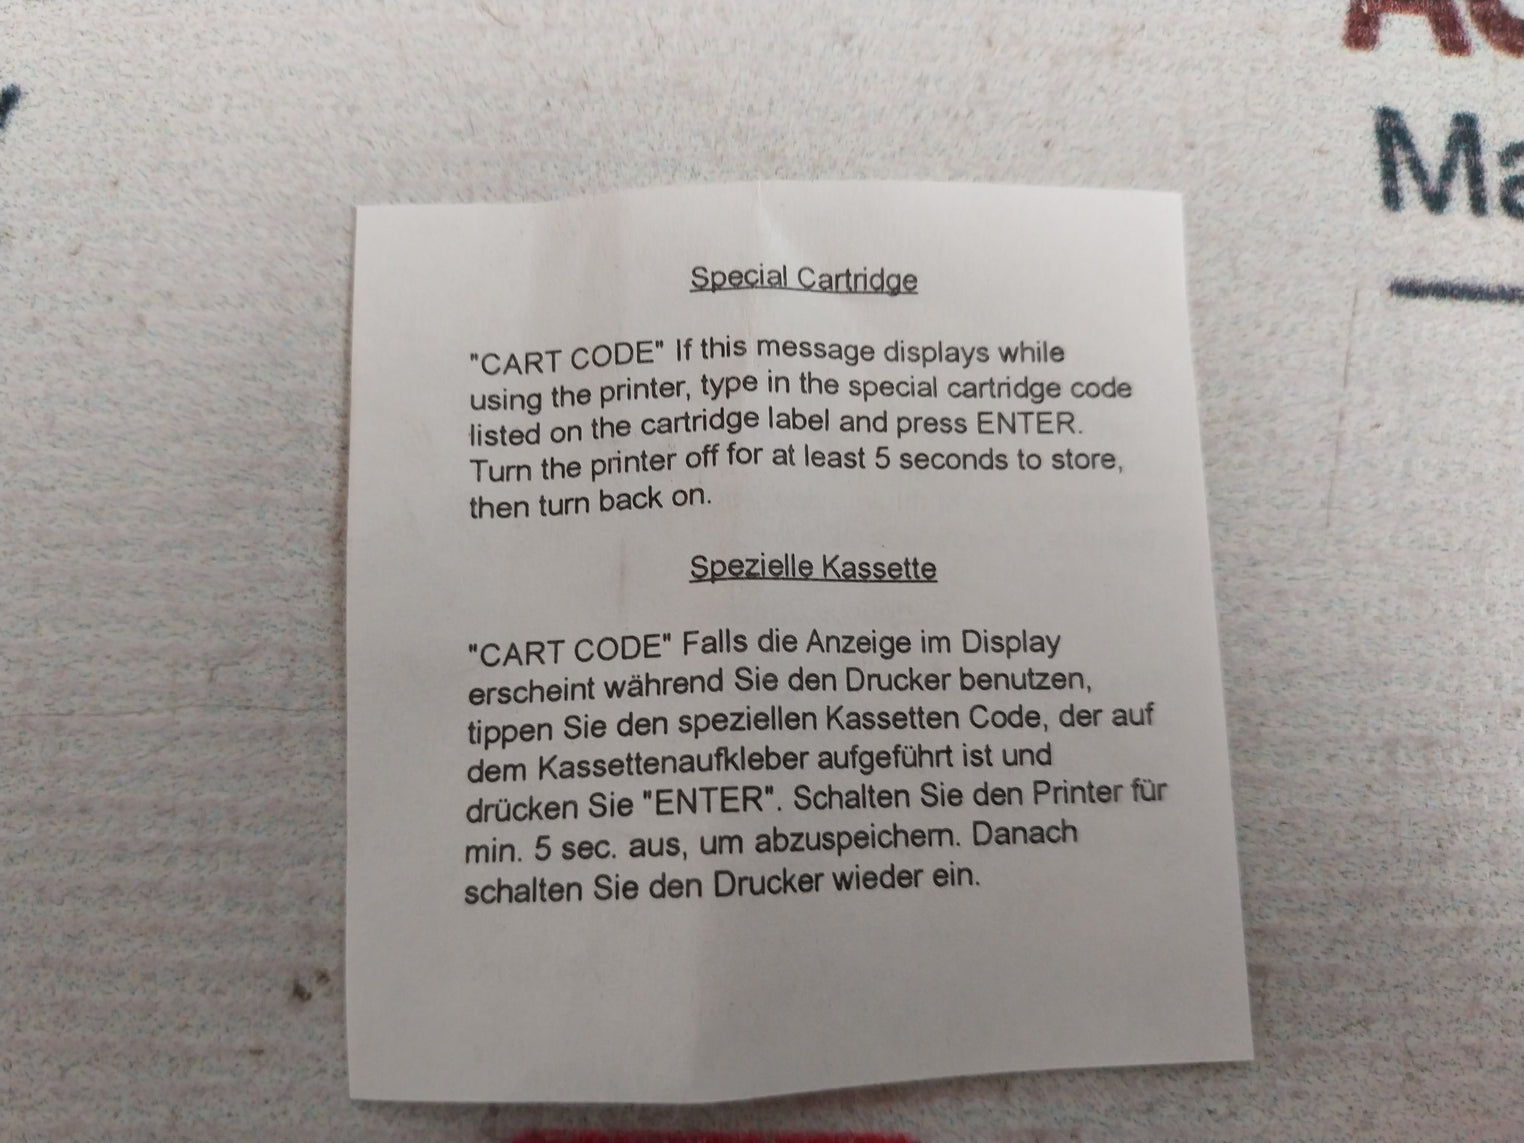 Special Cartridge
"CART CODE" If this message displays while
using the printer, type in the special cartridge code
listed on the cartridge label and press ENTER.
Turn the printer off for at least 5 seconds to store,
then turn back on.
Spezielle Kassette
"CART CODE" Falls die Anzeige im Display
erscheint während Sie den Drucker benutzen,
tippen Sie den speziellen Kassetten Code, der auf
dem Kassettenaufkleber aufgeführt ist und
drücken Sie "ENTER". Schalten Sie den Printer für
min. 5 sec. aus, um abzuspeichern. Danach
schalten Sie den Drucker wieder ein.